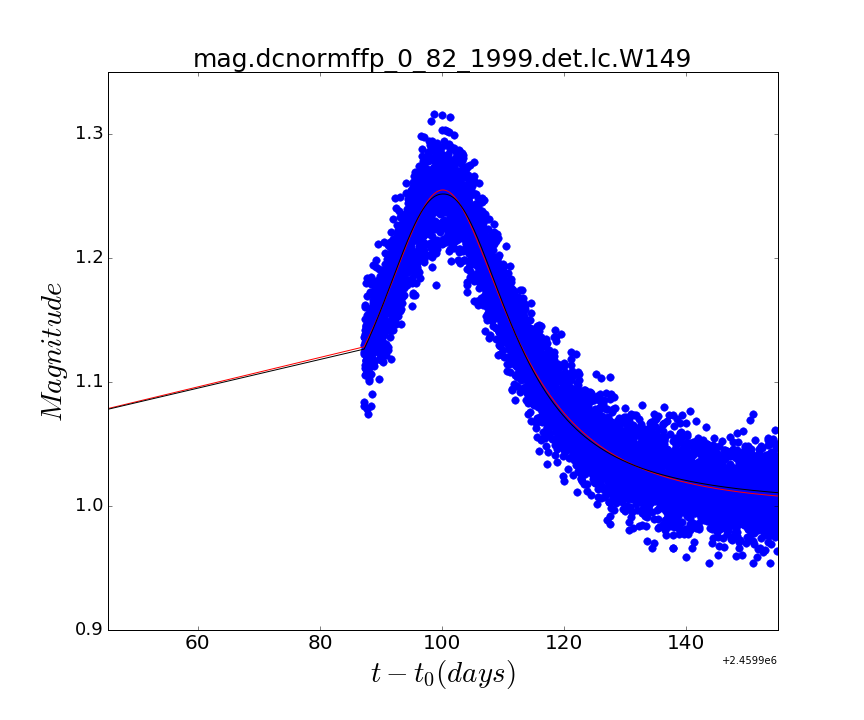 mag.dcnormffp_0_82_1999.det.lc.W149
1.3
1.2
1.1
1.0
0.9
Magnitude
60 80 100 120 140
+2.4599e6
t − t₀(days)